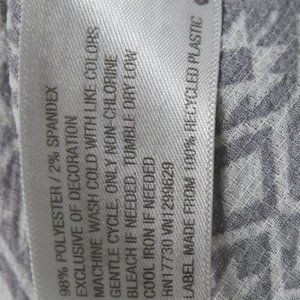 98% POLYESTER / 2% SPANDEX
EXCLUSIVE OF DECORATION
MACHINE WASH COLD WITH LIKE COLORS
GENTLE CYCLE. ONLY NON-CHLORINE
BLEACH IF NEEDED. TUMBLE DRY LOW
COOL IRON IF NEEDED
HN17730 VN1298629
LABEL MADE FROM 100% RECYCLED PLASTIC